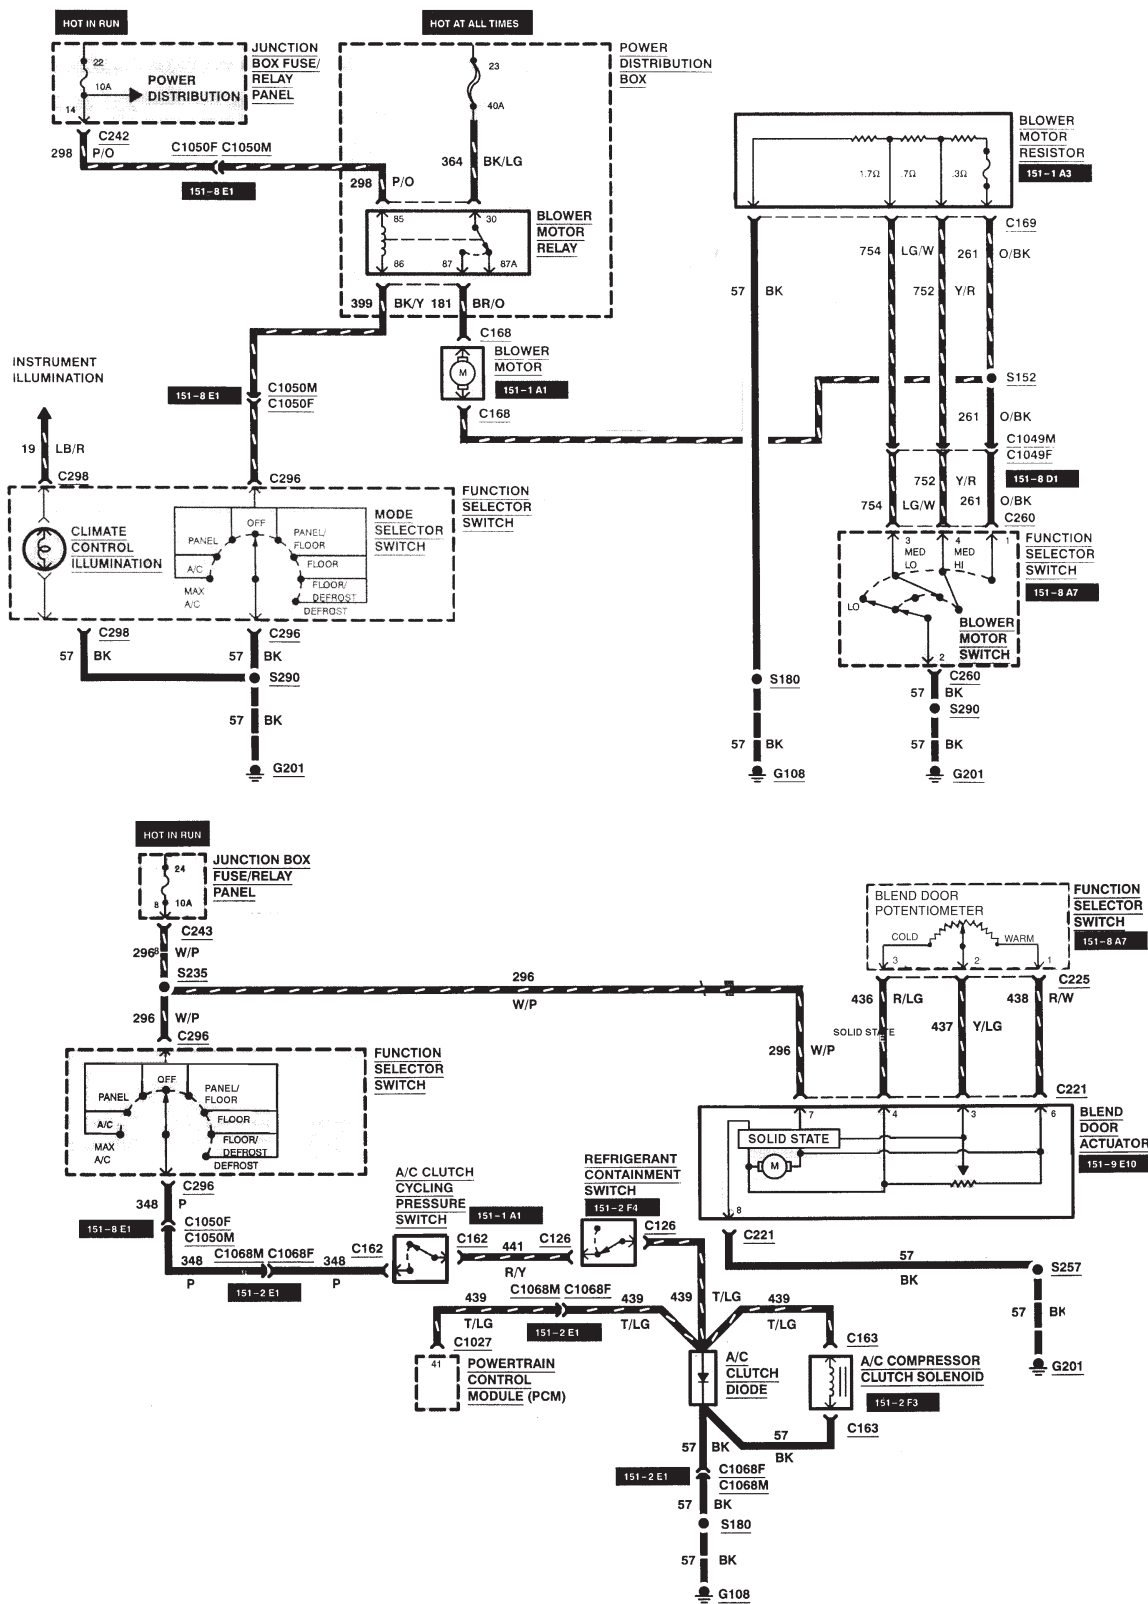 HOT IN RUN
HOT AT ALL TIMES
JUNCTION
BOX FUSE/
RELAY
PANEL
22
10A
14
POWER
DISTRIBUTION
C242
298 P/O
C1050F C1050M
151-8 E1
POWER
DISTRIBUTION
BOX
23
40A
364 BK/LG
298 P/O
85
30
86
87
87A
BLOWER
MOTOR
RELAY
399 BK/Y 181 BR/O
C168
BLOWER
MOTOR
M
151-1 A1
C168
BLOWER
MOTOR
RESISTOR
151-1 A3
1.7Ω
.7Ω
.3Ω
C169
754 LG/W 261 O/BK
57 BK
752 Y/R
S152
261 O/BK
C1049M
C1049F
151-8 D1
752 Y/R
754 LG/W 261 O/BK
C260
INSTRUMENT
ILLUMINATION
19 LB/R
C298
151-8 E1
C1050M
C1050F
C296
FUNCTION
SELECTOR
SWITCH
CLIMATE
CONTROL
ILLUMINATION
MODE
SELECTOR
SWITCH
OFF
PANEL
PANEL/
FLOOR
A/C
FLOOR
MAX
A/C
FLOOR/
DEFROST
DEFROST
C298
57 BK
C296
57 BK
S290
57 BK
G201
FUNCTION
SELECTOR
SWITCH
151-8 A7
3
4
1
MED
LO
MED
HI
LO
BLOWER
MOTOR
SWITCH
2
C260
57 BK
S290
57 BK
G201
S180
57 BK
G108
HOT IN RUN
JUNCTION BOX
FUSE/RELAY
PANEL
24
8 10A
C243
296 W/P
S235
296 W/P
C296
296
W/P
FUNCTION
SELECTOR
SWITCH
OFF
PANEL
PANEL/
FLOOR
A/C
FLOOR
MAX
A/C
FLOOR/
DEFROST
DEFROST
C296
348 P
151-8 E1
C1050F
C1050M
348
P
C1068M C1068F
151-2 E1
348
P
C162
A/C CLUTCH
CYCLING
PRESSURE
SWITCH
151-1 A1
C162
441
R/Y
C126
REFRIGERANT
CONTAINMENT
SWITCH
151-2 F4
C126
FUNCTION
SELECTOR
SWITCH
151-8 A7
BLEND DOOR
POTENTIOMETER
COLD
WARM
3
2
1
C225
436 R/LG
438 R/W
SOLID STATE
437 Y/LG
296 W/P
C221
7
4
3
6
BLEND
DOOR
ACTUATOR
151-9 E10
SOLID STATE
M
8
C221
57
BK
S257
57 BK
G201
439
T/LG
C1068M C1068F
151-2 E1
439
T/LG
439 T/LG
439
T/LG
C1027
41
POWERTRAIN
CONTROL
MODULE (PCM)
A/C
CLUTCH
DIODE
C163
A/C COMPRESSOR
CLUTCH SOLENOID
151-2 F3
C163
57
BK
57 BK
151-2 E1
C1068F
C1068M
57 BK
S180
57 BK
G108